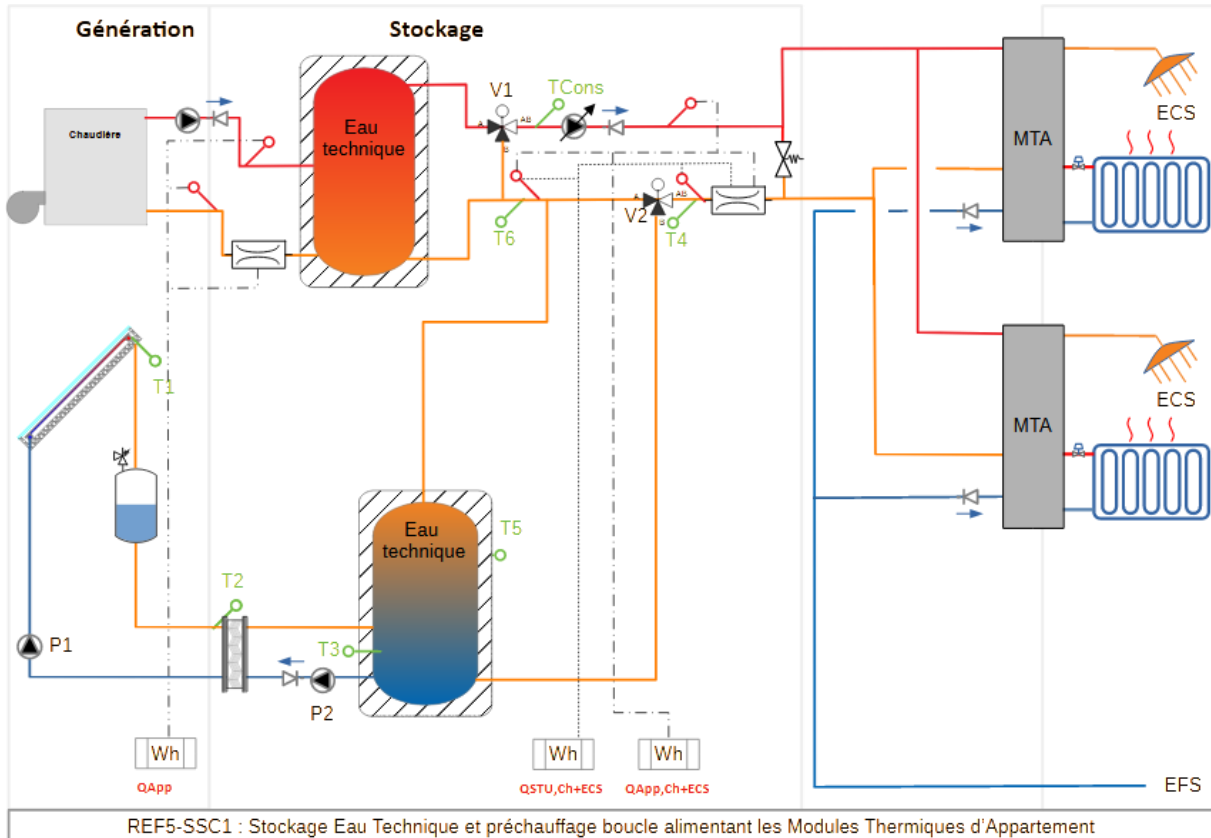 Génération
Stockage
Chaudière
Eau
technique
V1
A
AB
B
TCons
MTA
ECS
A
AB
B
V2
T6
T4
T1
MTA
ECS
Eau
technique
T5
T2
T3
P1
P2
Wh
QApp
Wh
QSTU,Ch+ECS
Wh
QApp,Ch+ECS
EFS
REF5-SSC1 : Stockage Eau Technique et préchauffage boucle alimentant les Modules Thermiques d'Appartement